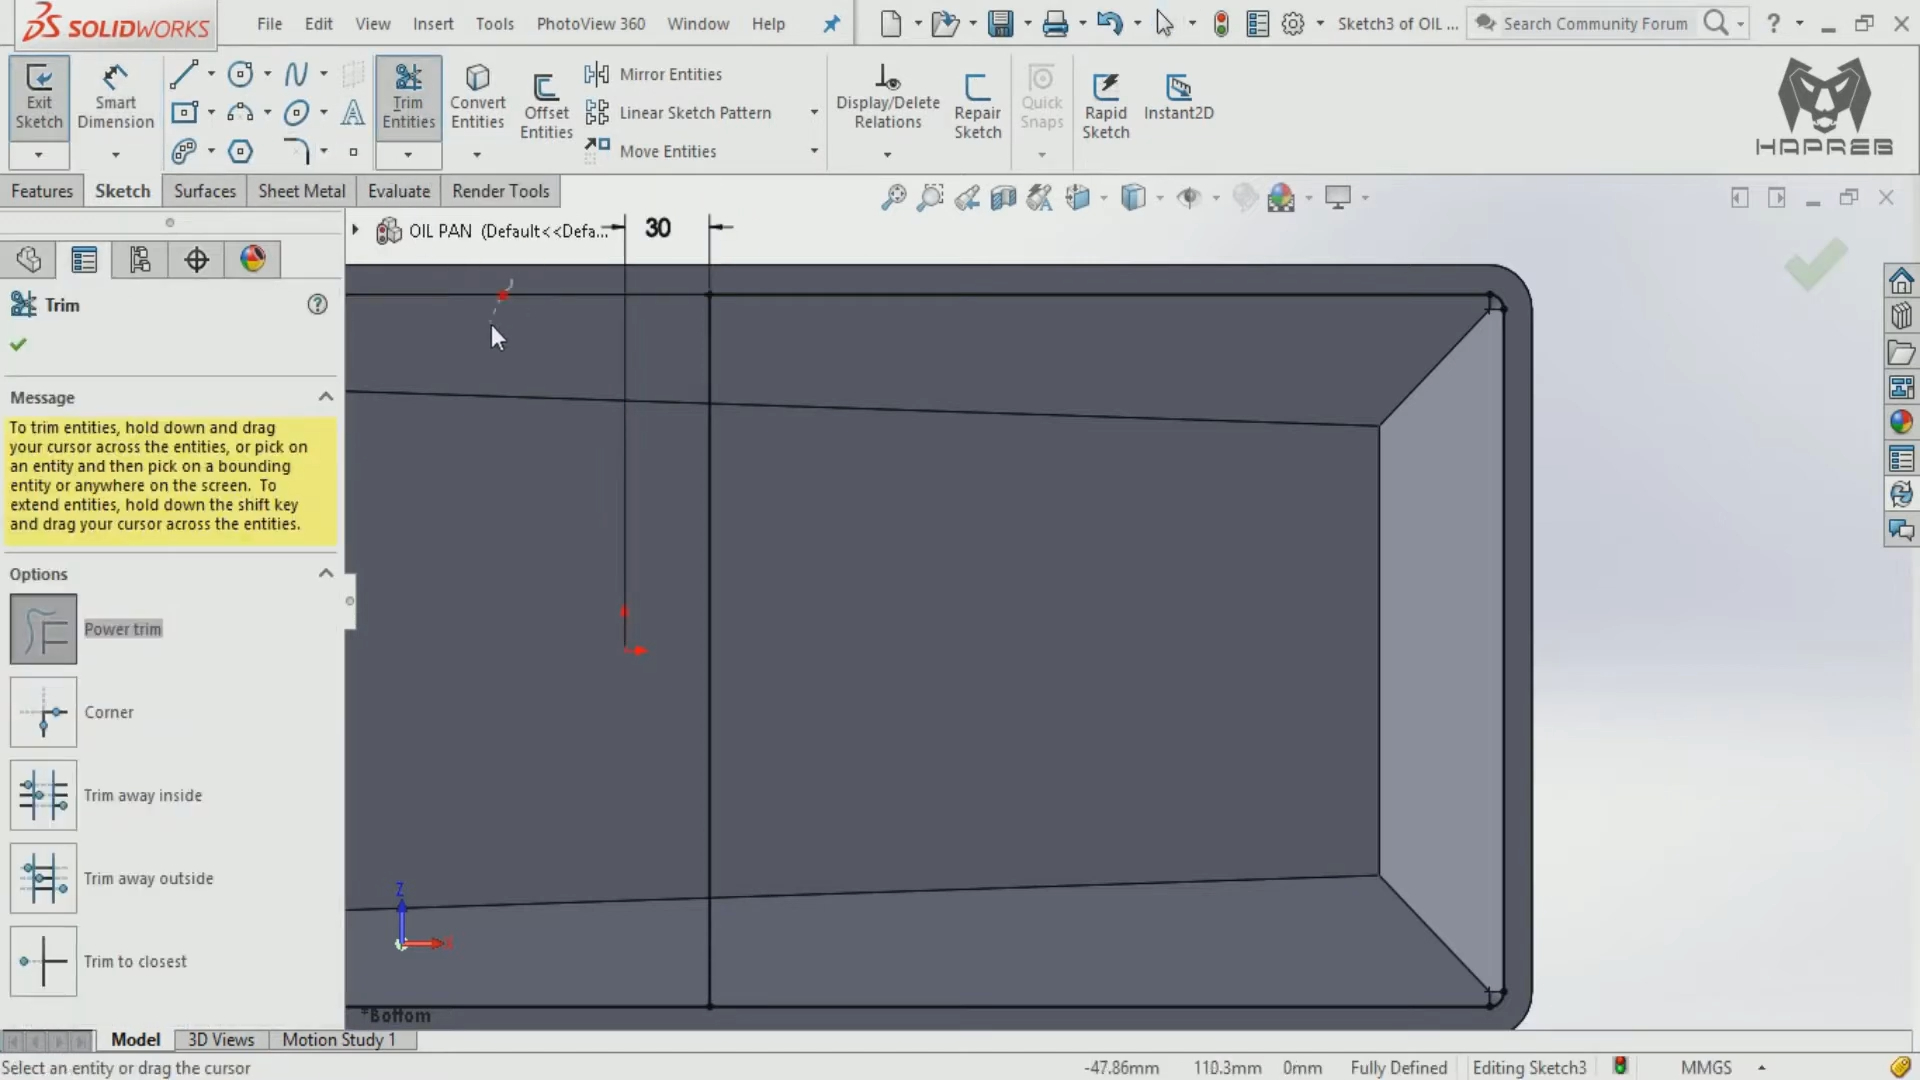 SOLIDWORKS
File Edit View Insert Tools PhotoView 360 Window Help
Sketch3 of OIL ...
Search Community Forum
Exit Sketch
Smart Dimension
Trim Entities
Convert Entities
Offset Entities
Mirror Entities
Linear Sketch Pattern
Move Entities
Display/Delete Relations
Repair Sketch
Quick Snaps
Rapid Sketch
Instant2D
HAPREB
Features Sketch Surfaces Sheet Metal Evaluate Render Tools
OIL PAN (Default<<Defa...
30
Trim
Message
To trim entities, hold down and drag
your cursor across the entities, or pick on
an entity and then pick on a bounding
entity or anywhere on the screen. To
extend entities, hold down the shift key
and drag your cursor across the entities.
Options
Power trim
Corner
Trim away inside
Trim away outside
Trim to closest
Z
*Bottom
Model 3D Views Motion Study 1
Select an entity or drag the cursor
-47.86mm 110.3mm 0mm Fully Defined Editing Sketch3 MMGS